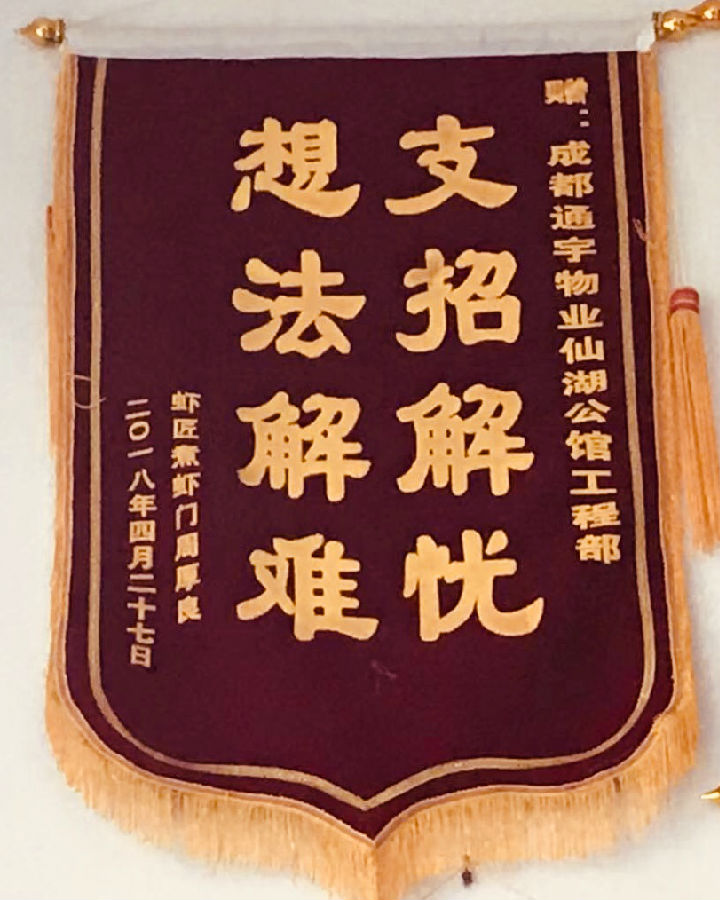 赠：成都通宇物业仙湖公馆工程部
支招解忧
想法解难
虾匠煮虾门周厚良
二〇一八年四月二十七日